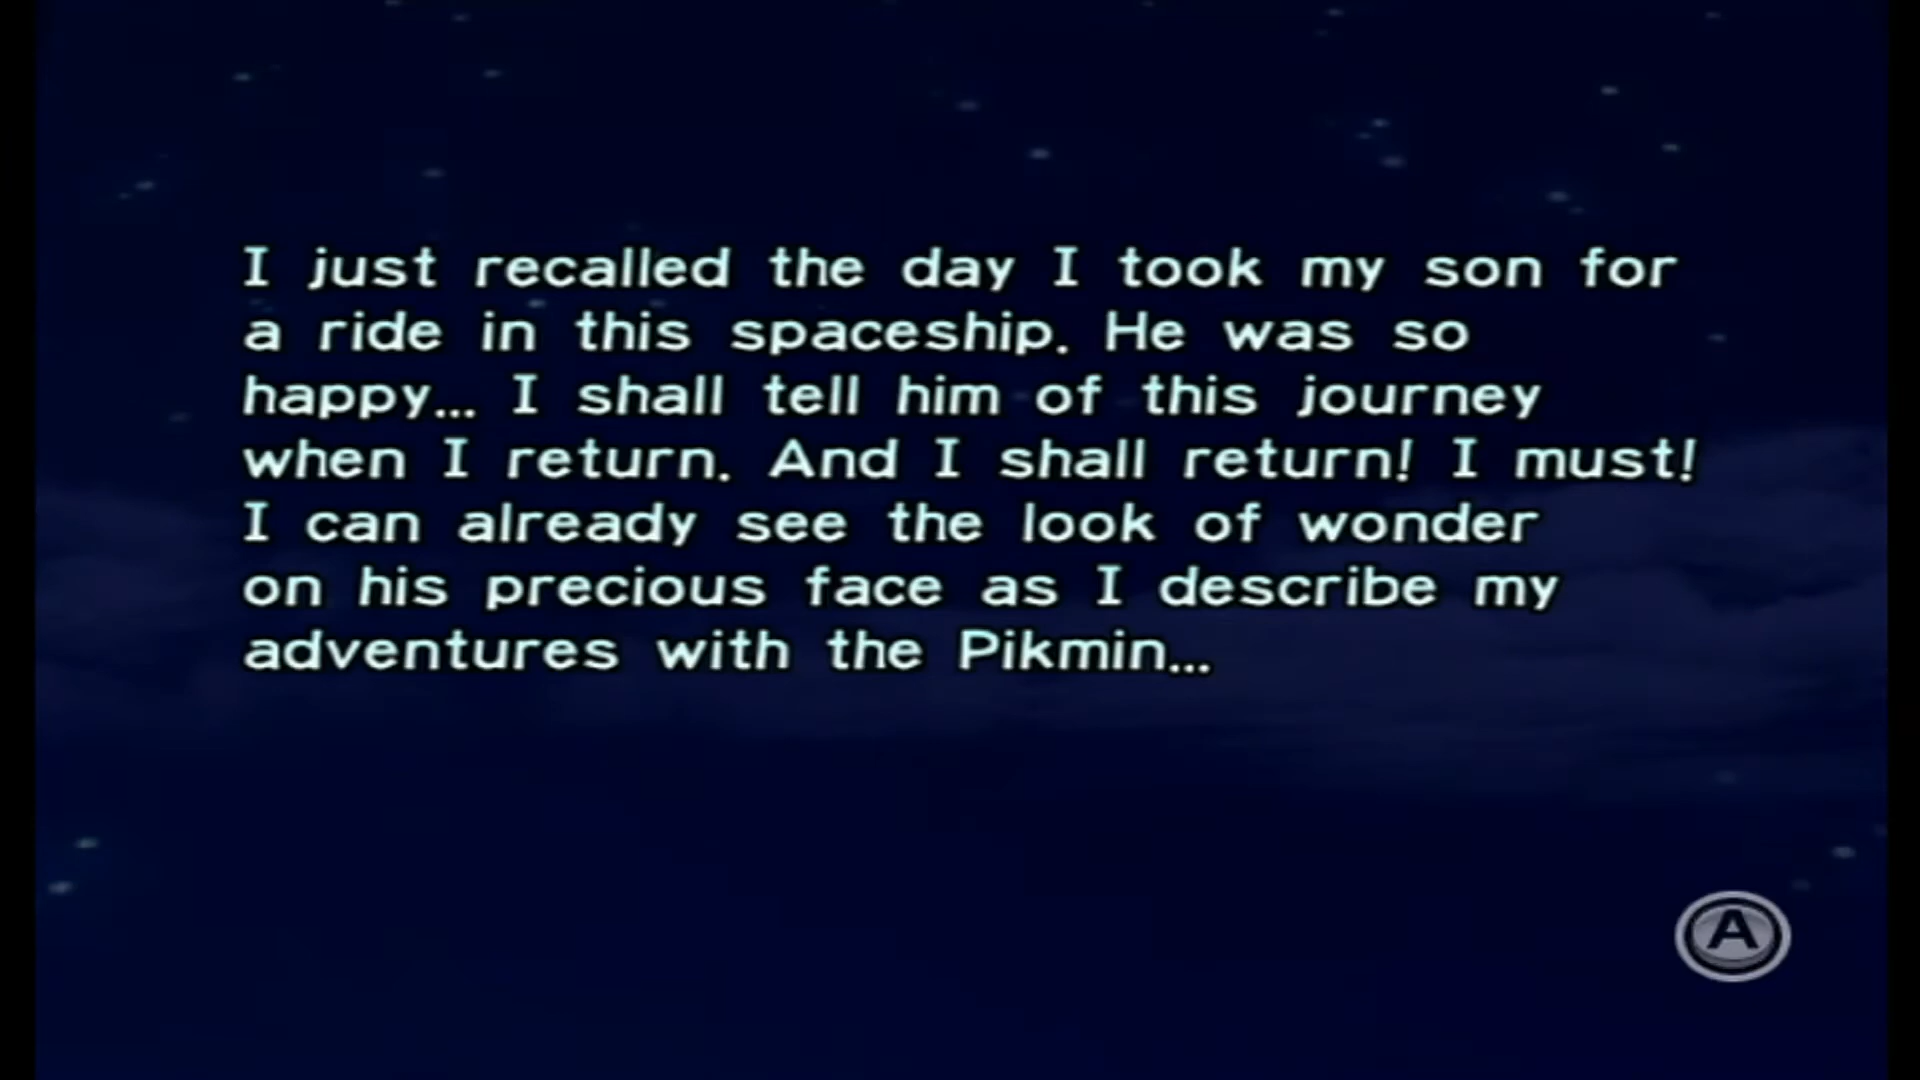 I just recalled the day I took my son for
a ride in this spaceship. He was so
happy... I shall tell him of this journey
when I return. And I shall return! I must!
I can already see the look of wonder
on his precious face as I describe my
adventures with the Pikmin...
A